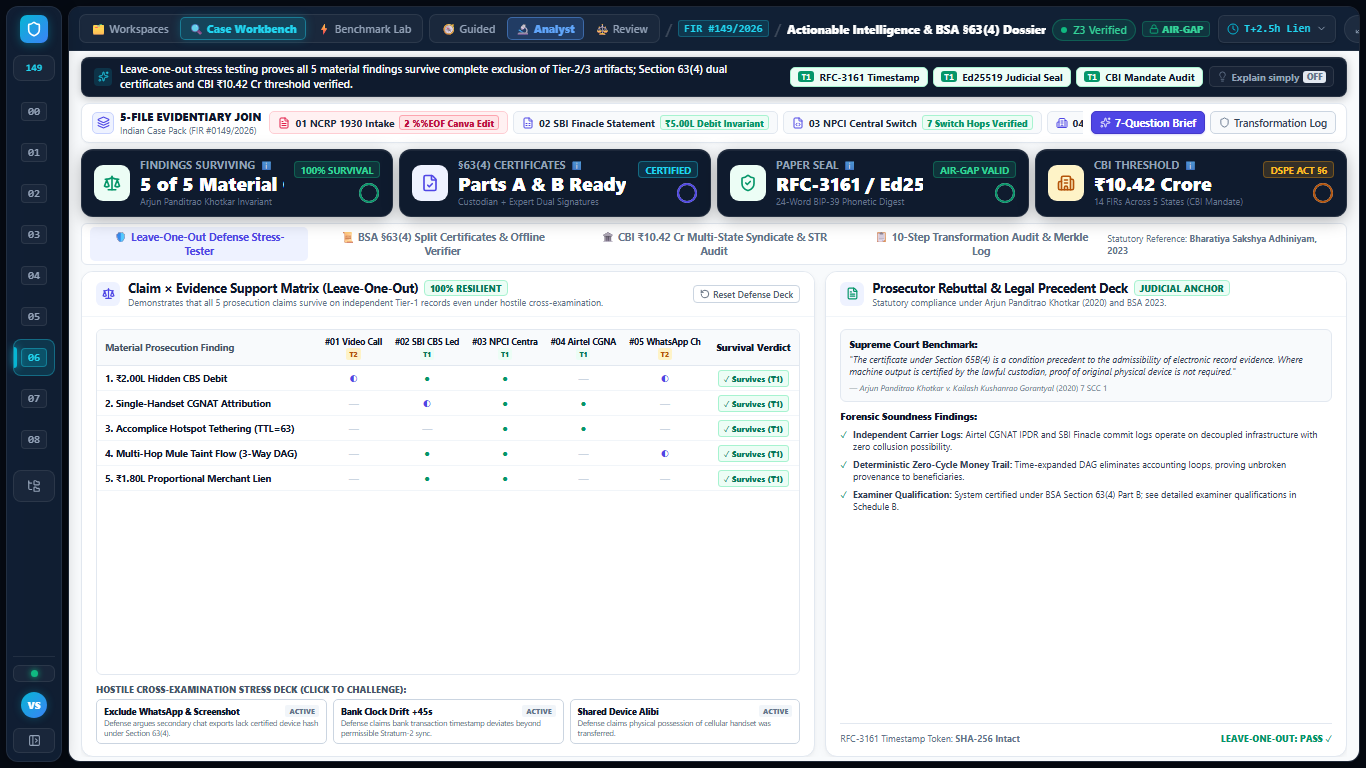 Workspaces
Case Workbench
Benchmark Lab
Guided
Analyst
Review
/
FIR #149/2026
/
Actionable Intelligence & BSA §63(4) Dossier
Z3 Verified
AIR-GAP
T+2.5h Lien
149
00
01
02
03
04
05
06
07
08
VS
Leave-one-out stress testing proves all 5 material findings survive complete exclusion of Tier-2/3 artifacts; Section 63(4) dual
certificates and CBI ₹10.42 Cr threshold verified.
T1 RFC-3161 Timestamp
T1 Ed25519 Judicial Seal
T1 CBI Mandate Audit
Explain simply OFF
5-FILE EVIDENTIARY JOIN
Indian Case Pack (FIR #0149/2026)
01 NCRP 1930 Intake 2 %%EOF Canva Edit
02 SBI Finacle Statement ₹5.00L Debit Invariant
03 NPCI Central Switch 7 Switch Hops Verified
04
7-Question Brief
Transformation Log
FINDINGS SURVIVING
100% SURVIVAL
5 of 5 Material
Arjun Panditrao Khotkar Invariant
§63(4) CERTIFICATES
CERTIFIED
Parts A & B Ready
Custodian + Expert Dual Signatures
PAPER SEAL
AIR-GAP VALID
RFC-3161 / Ed25
24-Word BIP-39 Phonetic Digest
CBI THRESHOLD
DSPE ACT §6
₹10.42 Crore
14 FIRs Across 5 States (CBI Mandate)
Leave-One-Out Defense Stress-
Tester
BSA §63(4) Split Certificates & Offline
Verifier
CBI ₹10.42 Cr Multi-State Syndicate & STR
Audit
10-Step Transformation Audit & Merkle
Log
Statutory Reference: Bharatiya Sakshya Adhiniyam,
2023
Claim × Evidence Support Matrix (Leave-One-Out) 100% RESILIENT
Demonstrates that all 5 prosecution claims survive on independent Tier-1 records even under hostile cross-examination.
Reset Defense Deck
Material Prosecution Finding
#01 Video Call
T2
#02 SBI CBS Led
T1
#03 NPCI Centra
T1
#04 Airtel CGNA
T1
#05 WhatsApp Ch
T2
Survival Verdict
1. ₹2.00L Hidden CBS Debit ◐ ● ● — ◐ ✓ Survives (T1)
2. Single-Handset CGNAT Attribution — ◐ ● ● — ✓ Survives (T1)
3. Accomplice Hotspot Tethering (TTL=63) — — ● ● — ✓ Survives (T1)
4. Multi-Hop Mule Taint Flow (3-Way DAG) — ● ● — ◐ ✓ Survives (T1)
5. ₹1.80L Proportional Merchant Lien — ● ● — — ✓ Survives (T1)
HOSTILE CROSS-EXAMINATION STRESS DECK (CLICK TO CHALLENGE):
Exclude WhatsApp & Screenshot ACTIVE
Defense argues secondary chat exports lack certified device hash
under Section 63(4).
Bank Clock Drift +45s ACTIVE
Defense claims bank transaction timestamp deviates beyond
permissible Stratum-2 sync.
Shared Device Alibi ACTIVE
Defense claims physical possession of cellular handset was
transferred.
Prosecutor Rebuttal & Legal Precedent Deck JUDICIAL ANCHOR
Statutory compliance under Arjun Panditrao Khotkar (2020) and BSA 2023.
Supreme Court Benchmark:
"The certificate under Section 65B(4) is a condition precedent to the admissibility of electronic record evidence. Where
machine output is certified by the lawful custodian, proof of original physical device is not required."
— Arjun Panditrao Khotkar v. Kailash Kushanrao Gorantyal (2020) 7 SCC 1
Forensic Soundness Findings:
✓ Independent Carrier Logs: Airtel CGNAT IPDR and SBI Finacle commit logs operate on decoupled infrastructure with
zero collusion possibility.
✓ Deterministic Zero-Cycle Money Trail: Time-expanded DAG eliminates accounting loops, proving unbroken
provenance to beneficiaries.
✓ Examiner Qualification: System certified under BSA Section 63(4) Part B; see detailed examiner qualifications in
Schedule B.
RFC-3161 Timestamp Token: SHA-256 Intact
LEAVE-ONE-OUT: PASS ✓